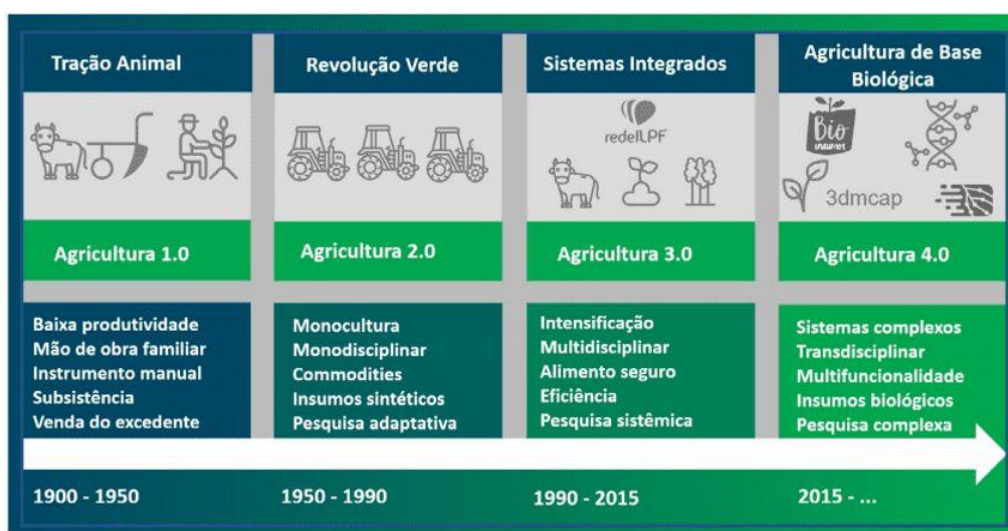 Tração Animal
Revolução Verde
Sistemas Integrados
Agricultura de Base
Biológica
redeILPF
Bio
insumos
3dmcap
Agricultura 1.0
Agricultura 2.0
Agricultura 3.0
Agricultura 4.0
Baixa produtividade
Mão de obra familiar
Instrumento manual
Subsistência
Venda do excedente
Monocultura
Monodisciplinar
Commodities
Insumos sintéticos
Pesquisa adaptativa
Intensificação
Multidisciplinar
Alimento seguro
Eficiência
Pesquisa sistêmica
Sistemas complexos
Transdisciplinar
Multifuncionalidade
Insumos biológicos
Pesquisa complexa
1900 - 1950
1950 - 1990
1990 - 2015
2015 - ...